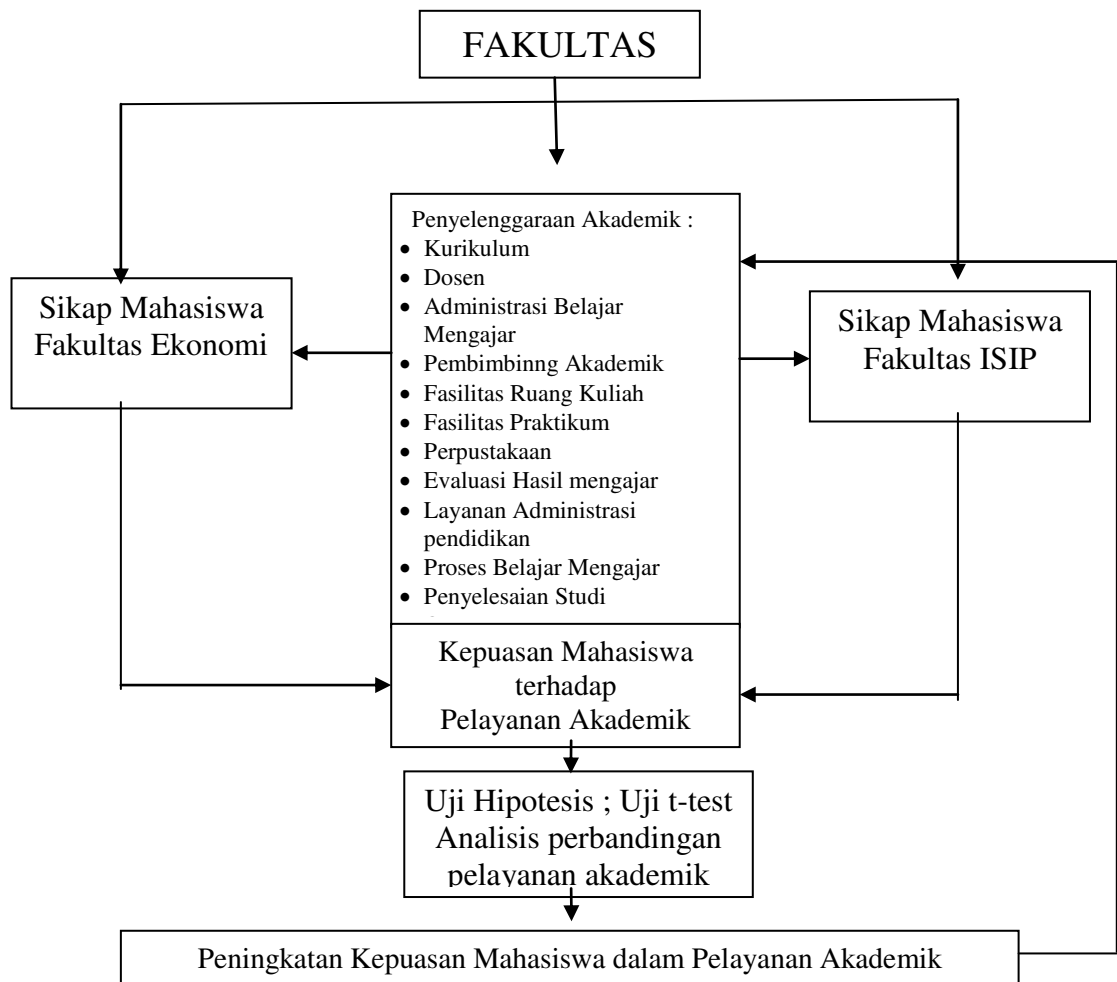 FAKULTAS
Penyelenggaraan Akademik :
• Kurikulum
• Dosen
• Administrasi Belajar
Mengajar
• Pembimbinng Akademik
• Fasilitas Ruang Kuliah
• Fasilitas Praktikum
• Perpustakaan
• Evaluasi Hasil mengajar
• Layanan Administrasi
pendidikan
• Proses Belajar Mengajar
• Penyelesaian Studi
Sikap Mahasiswa
Fakultas Ekonomi
Sikap Mahasiswa
Fakultas ISIP
Kepuasan Mahasiswa
terhadap
Pelayanan Akademik
Uji Hipotesis ; Uji t-test
Analisis perbandingan
pelayanan akademik
Peningkatan Kepuasan Mahasiswa dalam Pelayanan Akademik